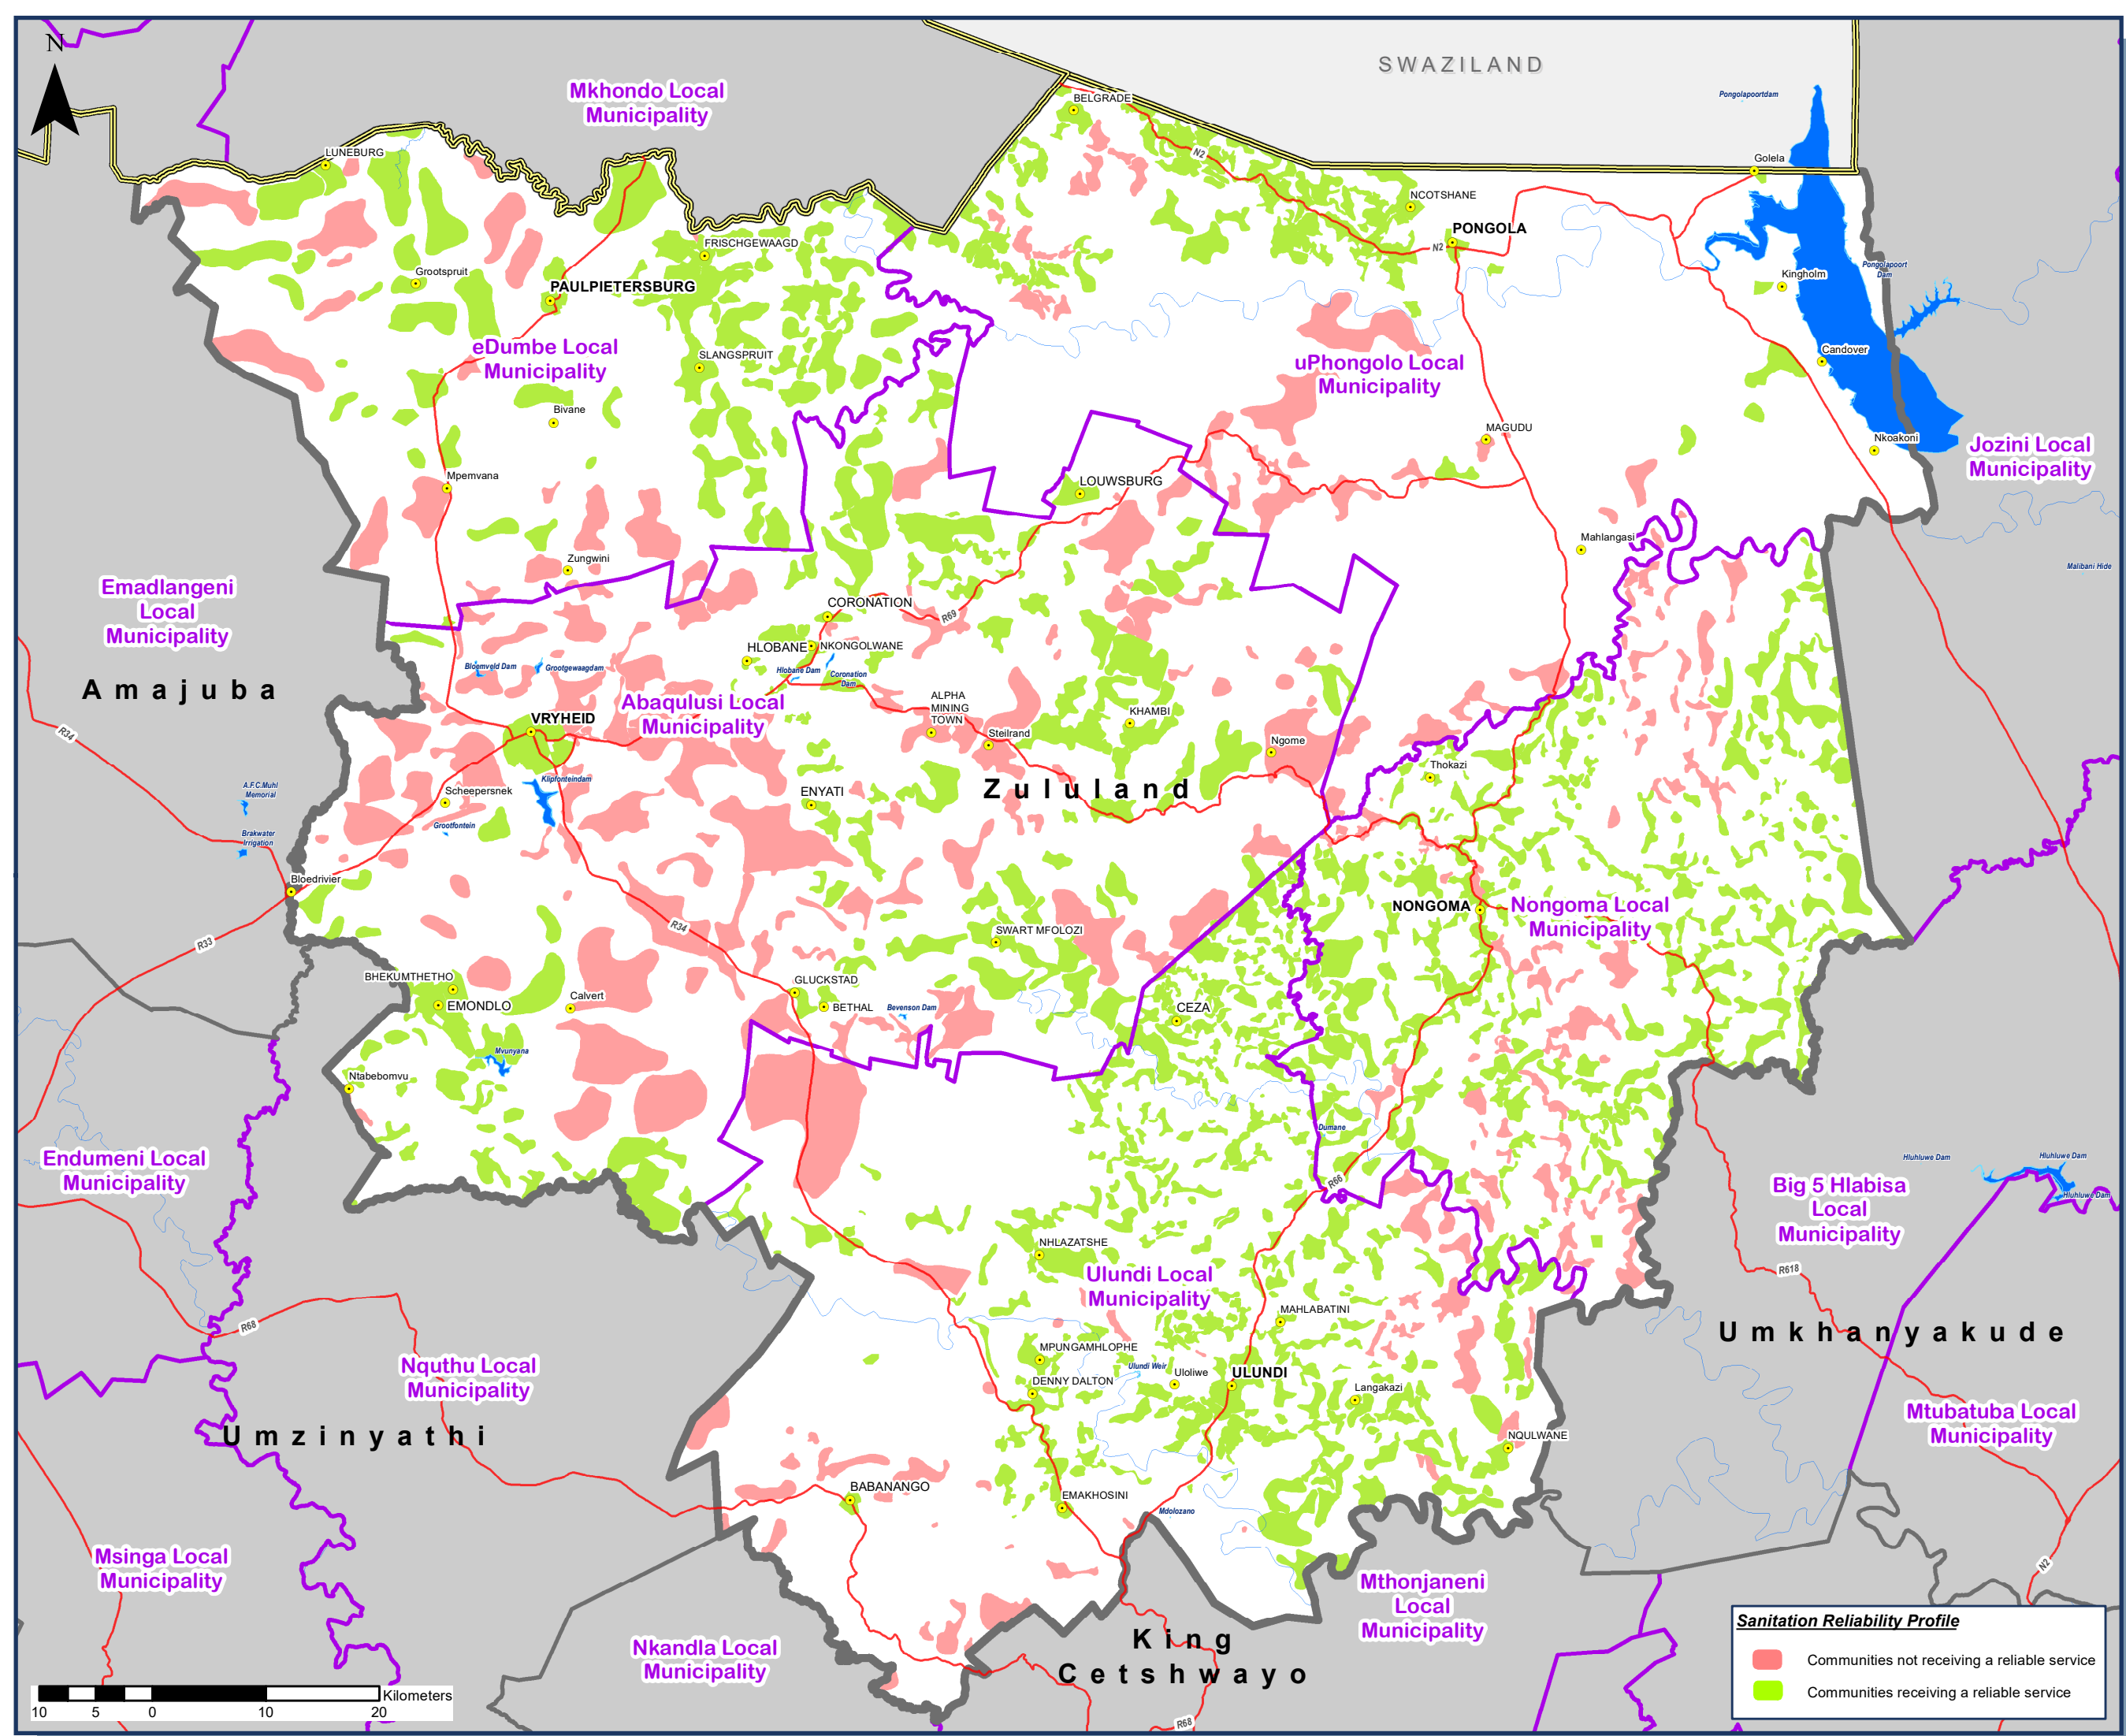 N
SWAZILAND
Mkhondo Local
Municipality
Pongolapoortdam
BELGRADE
N2
LUNEBURG
Golela
NCOTSHANE
PONGOLA
N2
FRISCHGEWAAGD
Grootspruit
PAULPIETERSBURG
Kingholm
Pongolapoort
Dam
eDumbe Local
Municipality
SLANGSPRUIT
uPhongolo Local
Municipality
Candover
Bivane
MAGUDU
Nkoakoni
Jozini Local
Municipality
Mpemvana
LOUWSBURG
Mahlangasi
Zungwini
Malibani Hide
Emadlangeni
Local
Municipality
CORONATION
R69
HLOBANE
NKONGOLWANE
Bloemveld Dam
Grootgewaagdam
Hlobane Dam
Coronation
Dam
Amajuba
Abaqulusi Local
Municipality
ALPHA
MINING
TOWN
KHAMBI
VRYHEID
Steilrand
Ngome
R34
Thokazi
Klipfonteindam
A.F.C.Muhl
Memorial
Scheepersnek
ENYATI
Zululand
Grootfontein
Brakwater
Irrigation
Bloedrivier
NONGOMA
Nongoma Local
Municipality
R34
SWART MFOLOZI
R33
BHEKUMTHETHO
EMONDLO
Calvert
GLUCKSTAD
BETHAL
Bevenson Dam
CEZA
Mvunyana
Ntabebomvu
Dumane
Endumeni Local
Municipality
R66
Hluhluwe Dam
Hluhluwe Dam
Hluhluwe Dam
Big 5 Hlabisa
Local
Municipality
NHLAZATSHE
Ulundi Local
Municipality
R618
MAHLABATINI
R68
Umkhanyakude
MPUNGAMHLOPHE
Nquthu Local
Municipality
Ulundi Weir
Uloliwe
ULUNDI
DENNY DALTON
Langakazi
Mtubatuba Local
Municipality
Umzinyathi
NQULWANE
BABANANGO
EMAKHOSINI
Mdolozano
Msinga Local
Municipality
N2
Mthonjaneni
Local
Municipality
Nkandla Local
Municipality
King
Cetshwayo
R68
Sanitation Reliability Profile
Communities not receiving a reliable service
Communities receiving a reliable service
Kilometers
10 5 0 10 20